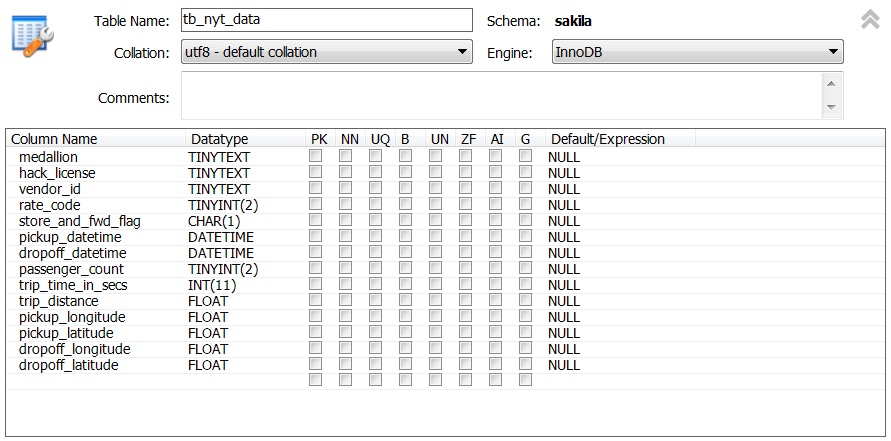 Table Name: tb_nyt_data Schema: sakila
Collation: utf8 - default collation Engine: InnoDB
Comments:
Column Name Datatype PK NN UQ B UN ZF AI G Default/Expression
medallion TINYTEXT NULL
hack_license TINYTEXT NULL
vendor_id TINYTEXT NULL
rate_code TINYINT(2) NULL
store_and_fwd_flag CHAR(1) NULL
pickup_datetime DATETIME NULL
dropoff_datetime DATETIME NULL
passenger_count TINYINT(2) NULL
trip_time_in_secs INT(11) NULL
trip_distance FLOAT NULL
pickup_longitude FLOAT NULL
pickup_latitude FLOAT NULL
dropoff_longitude FLOAT NULL
dropoff_latitude FLOAT NULL